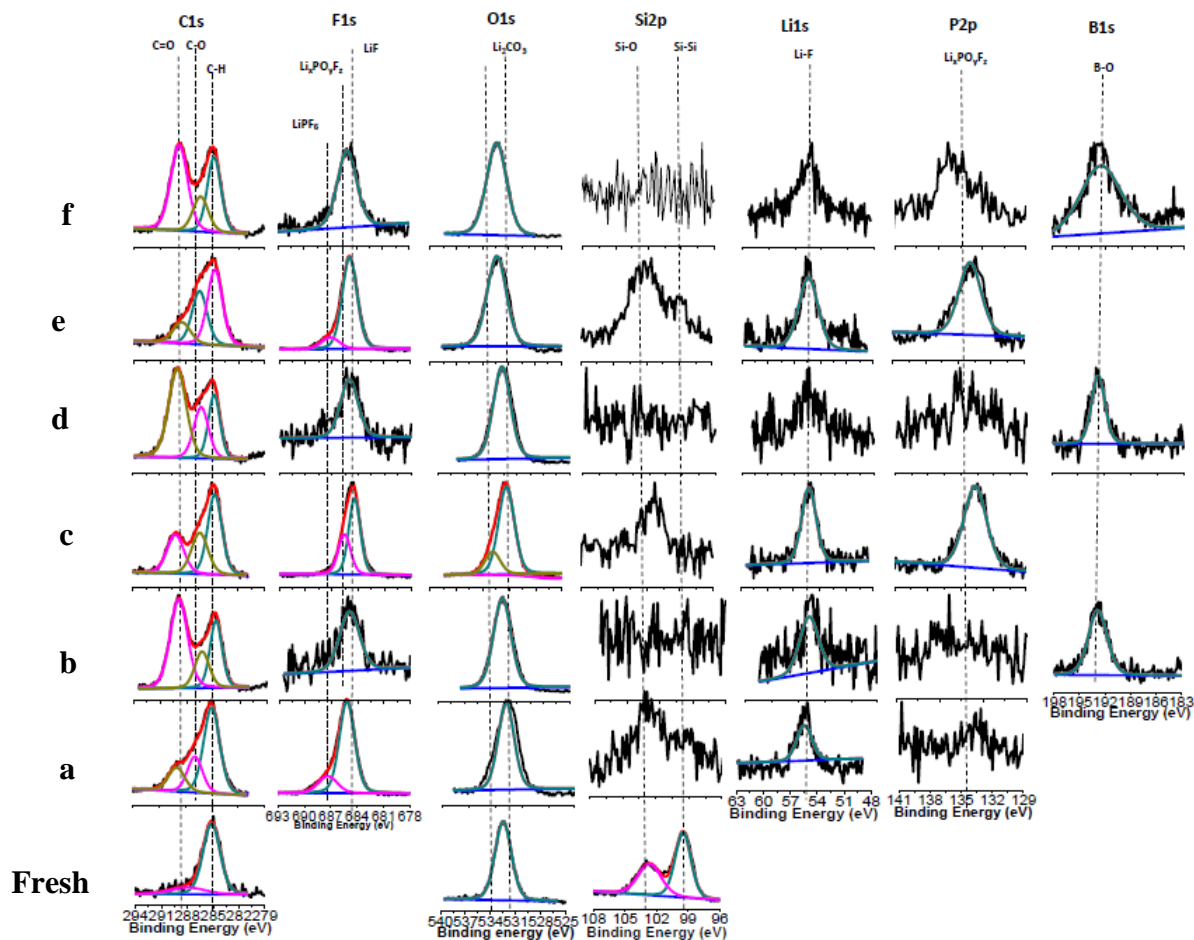 C1s F1s O1s Si2p Li1s P2p B1s
C=O C-O LiF Li₂CO₃ Si-O Si-Si Li-F LiₓPOᵧF_z
C-H LiₓPOᵧF_z B-O
LiPF₆
f
e
d
c
b
198195192189186183
Binding Energy (eV)
a
63 60 57 54 51 48 141 138 135 132 129
Binding Energy (eV) Binding Energy (eV)
693 690 687 684 681 678
Binding Energy (eV)
Fresh
294291288285282279 540537534531528525 108 105 102 99 96
Binding Energy (eV) Binding energy (eV) Binding Energy (eV)